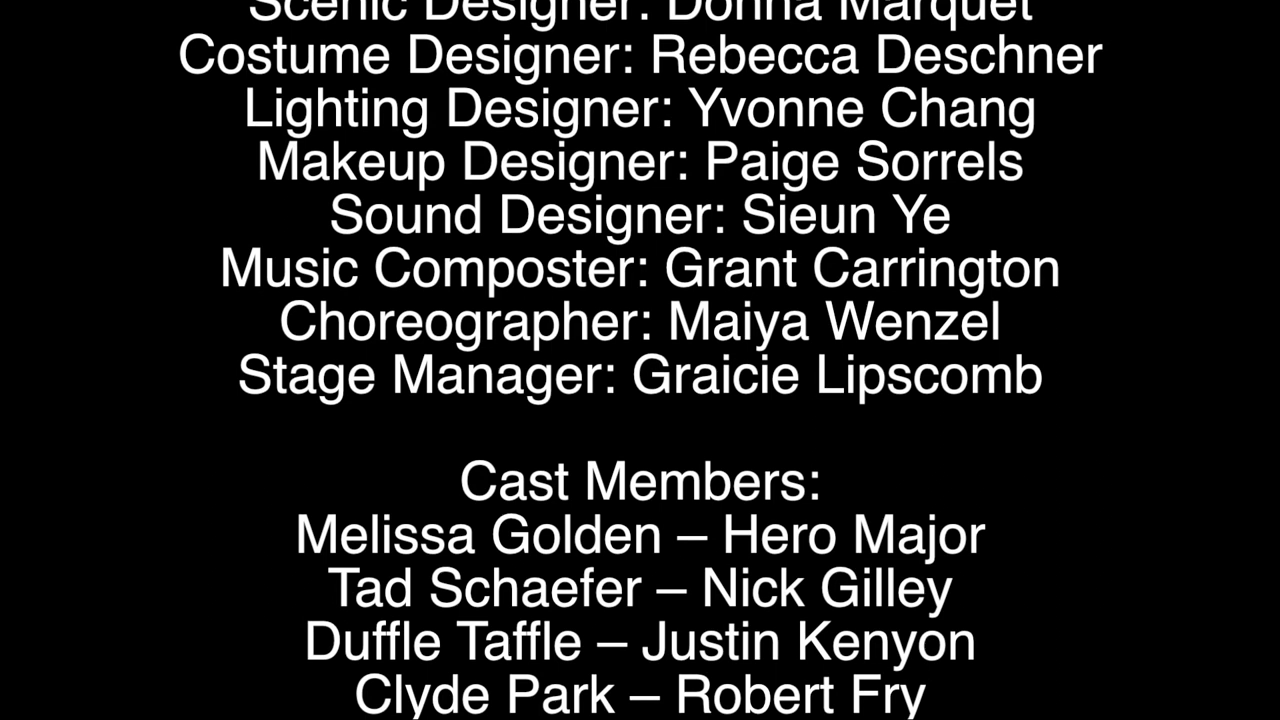 Scenic Designer: Donna Marquet
Costume Designer: Rebecca Deschner
Lighting Designer: Yvonne Chang
Makeup Designer: Paige Sorrels
Sound Designer: Sieun Ye
Music Composter: Grant Carrington
Choreographer: Maiya Wenzel
Stage Manager: Graicie Lipscomb
Cast Members:
Melissa Golden – Hero Major
Tad Schaefer – Nick Gilley
Duffle Taffle – Justin Kenyon
Clyde Park – Robert Fry